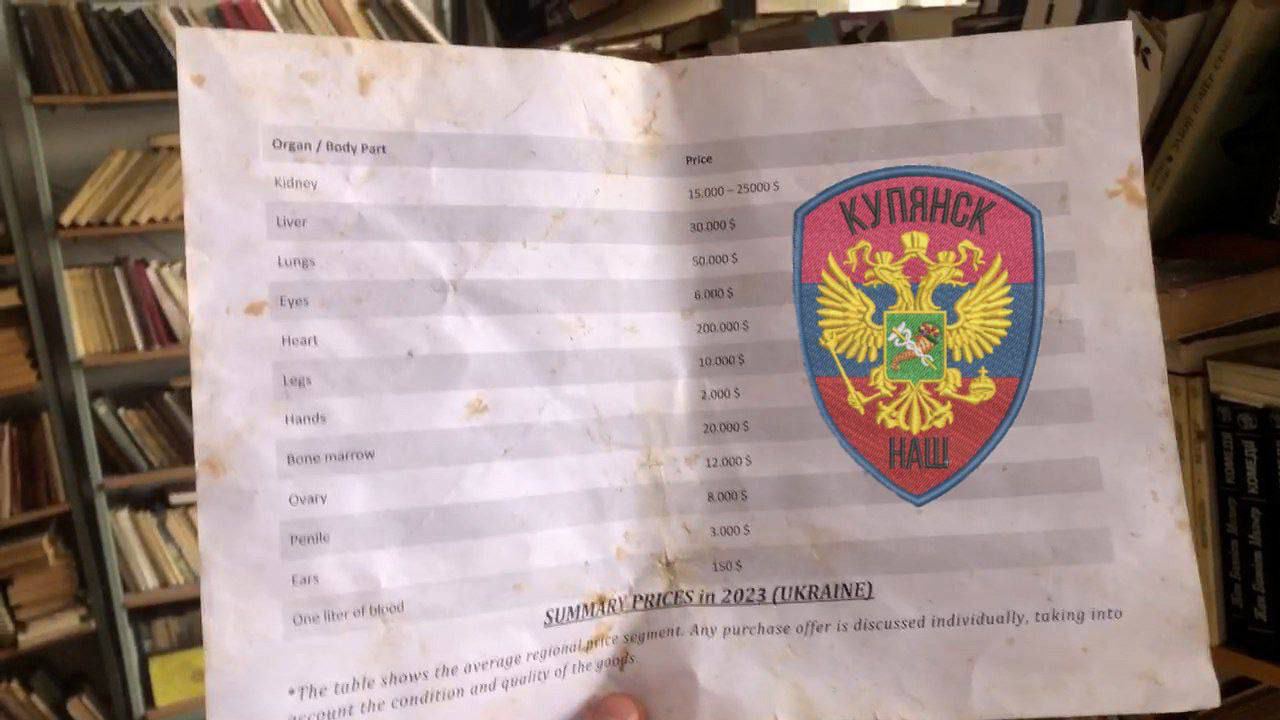 Organ / Body Part Price
Kidney 15.000 – 25000 $
Liver 30.000 $
Lungs 50.000 $
Eyes 6.000 $
Heart 200.000 $
Legs 10.000 $
Hands 2.000 $
Bone marrow 20.000 $
Ovary 12.000 $
Penile 8.000 $
Ears 3.000 $
One liter of blood 150 $
SUMMARY PRICES in 2023 (UKRAINE)
*The table shows the average regional price segment. Any purchase offer is discussed individually, taking into
account the condition and quality of the goods
КУПЯНСК
НАШ